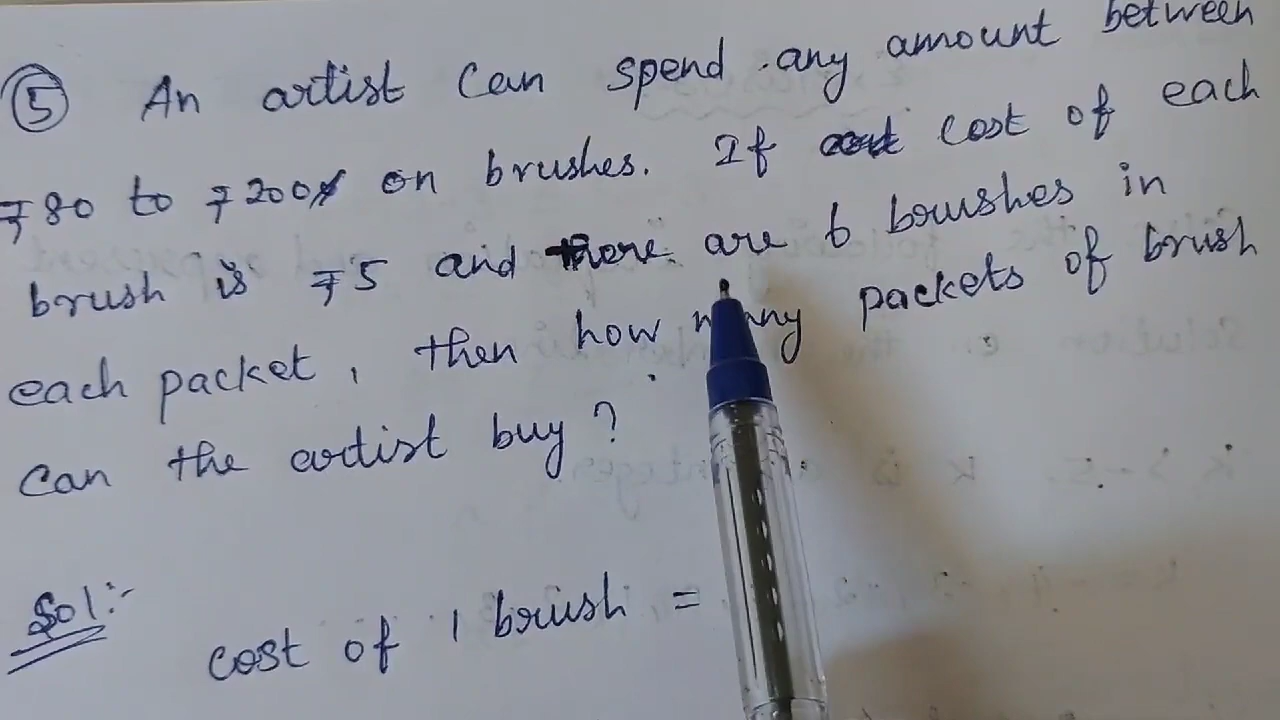 ⑤ An artist can spend any amount between
₹80 to ₹200 on brushes. If cost of each
brush is ₹5 and there are 6 brushes in
each packet, then how many packets of brush
can the artist buy?
Sol:-
cost of 1 brush =